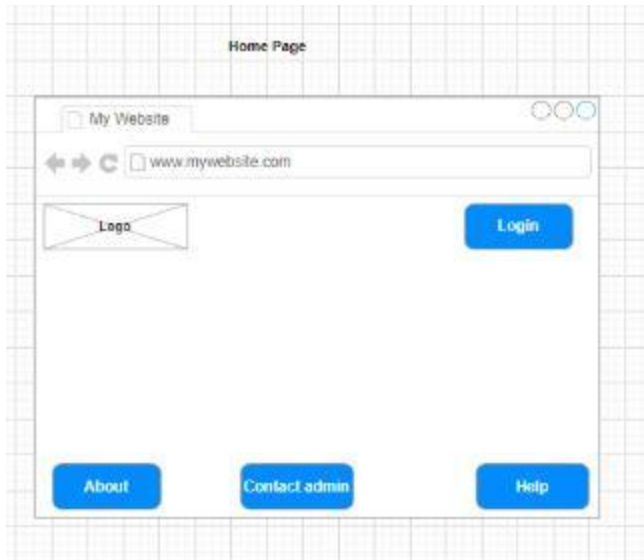 Home Page
My Website
www.mywebsite.com
Logo
Login
About
Contact admin
Help